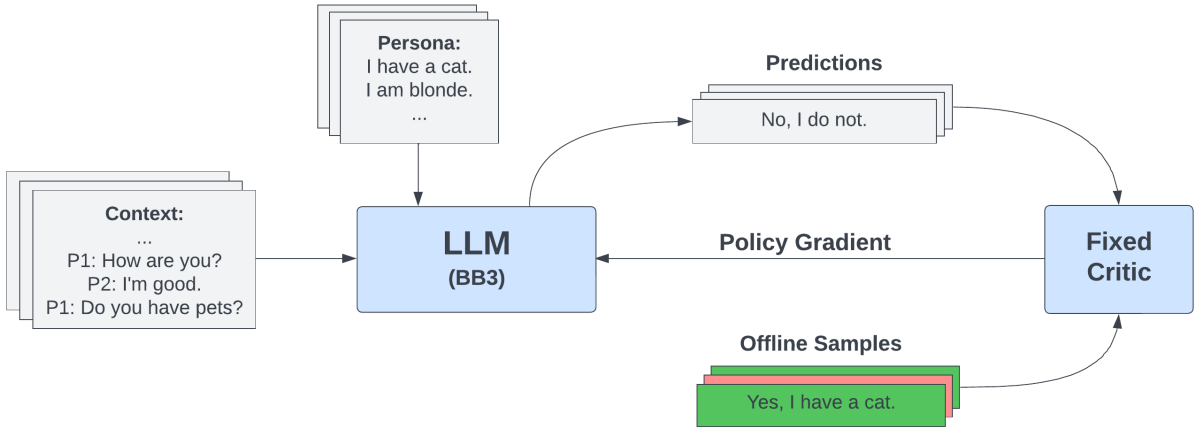 Persona:
I have a cat.
I am blonde.
...
Predictions
No, I do not.
Context:
...
P1: How are you?
P2: I'm good.
P1: Do you have pets?
LLM
(BB3)
Policy Gradient
Fixed
Critic
Offline Samples
Yes, I have a cat.